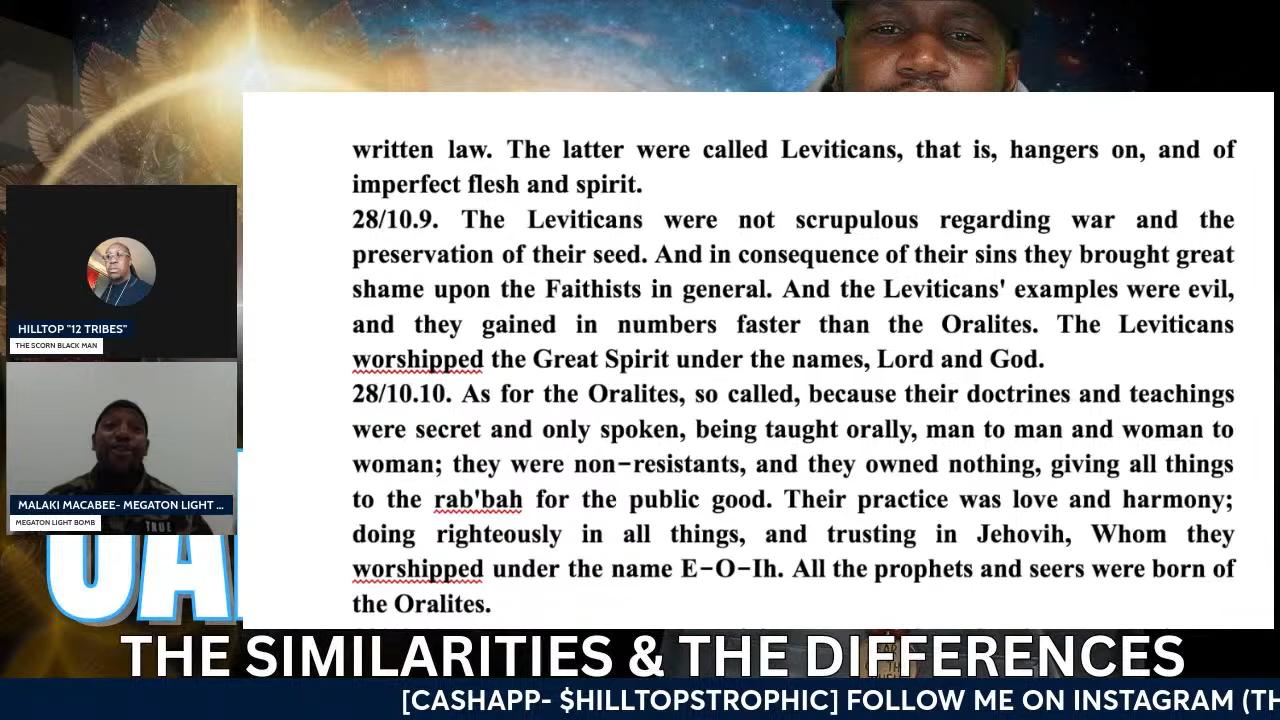 written law. The latter were called Leviticans, that is, hangers on, and of
imperfect flesh and spirit.
28/10.9. The Leviticans were not scrupulous regarding war and the
preservation of their seed. And in consequence of their sins they brought great
shame upon the Faithists in general. And the Leviticans' examples were evil,
and they gained in numbers faster than the Oralites. The Leviticans
worshipped the Great Spirit under the names, Lord and God.
28/10.10. As for the Oralites, so called, because their doctrines and teachings
were secret and only spoken, being taught orally, man to man and woman to
woman; they were non−resistants, and they owned nothing, giving all things
to the rab'bah for the public good. Their practice was love and harmony;
doing righteously in all things, and trusting in Jehovih, Whom they
worshipped under the name E−O−Ih. All the prophets and seers were born of
the Oralites.
HILLTOP "12 TRIBES"
THE SCORN BLACK MAN
MALAKI MACABEE- MEGATON LIGHT ...
MEGATON LIGHT BOMB
TRUE
THE SIMILARITIES & THE DIFFERENCES
[CASHAPP- $HILLTOPSTROPHIC] FOLLOW ME ON INSTAGRAM (TH